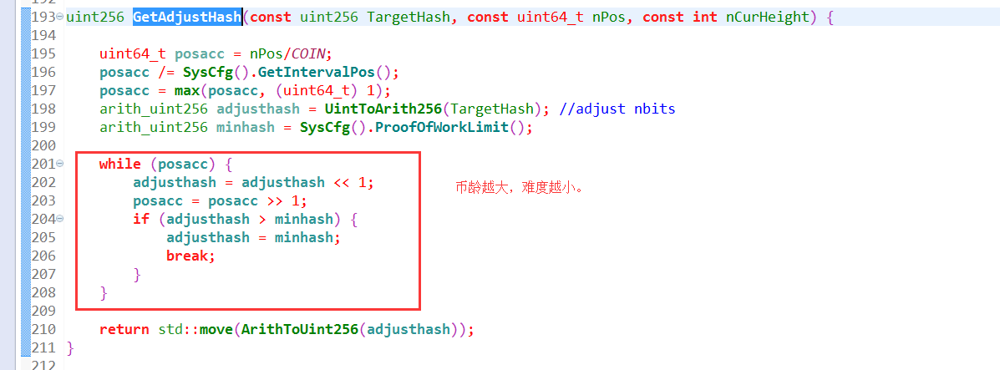 193 uint256 GetAdjustHash(const uint256 TargetHash, const uint64_t nPos, const int nCurHeight) {
194
195 uint64_t posacc = nPos/COIN;
196 posacc /= SysCfg().GetIntervalPos();
197 posacc = max(posacc, (uint64_t) 1);
198 arith_uint256 adjusthash = UintToArith256(TargetHash); //adjust nbits
199 arith_uint256 minhash = SysCfg().ProofOfWorkLimit();
200
201 while (posacc) {
202 adjusthash = adjusthash << 1;
币龄越大，难度越小。
203 posacc = posacc >> 1;
204 if (adjusthash > minhash) {
205 adjusthash = minhash;
206 break;
207 }
208 }
209
210 return std::move(ArithToUint256(adjusthash));
211 }
212